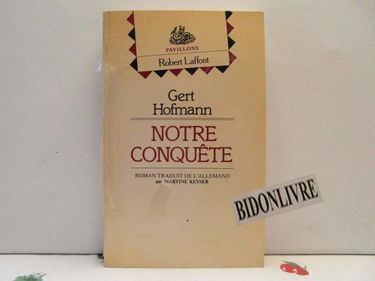 PAVILLONS
Robert Laffont
Gert
Hofmann
NOTRE
CONQUÊTE
ROMAN TRADUIT DE L'ALLEMAND
par MARTINE KEYSER
BIDONLIVRE